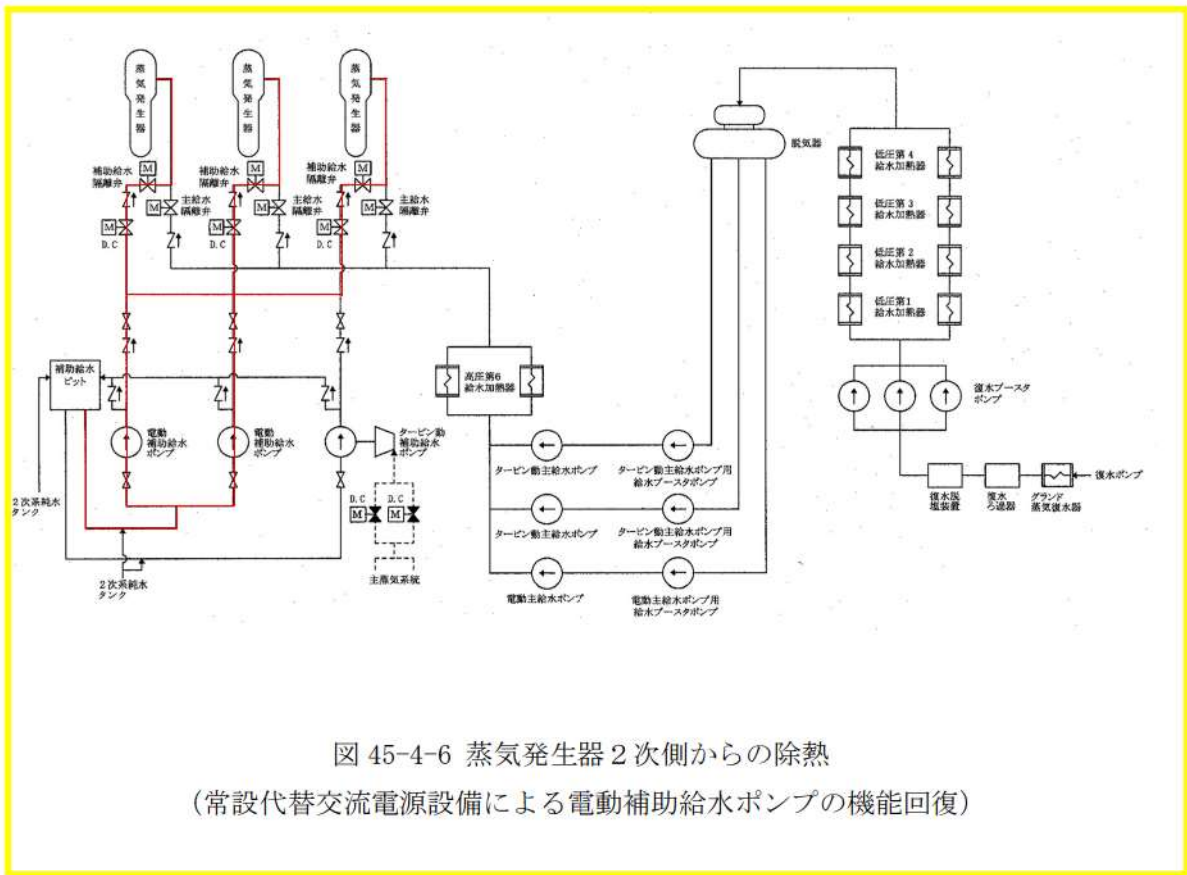 蒸気発生器
蒸気発生器
蒸気発生器
補助給水
隔離弁
補助給水
隔離弁
補助給水
隔離弁
M
M
M
主給水
隔離弁
主給水
隔離弁
主給水
隔離弁
M
M
M
M
M
M
D.C
D.C
D.C
脱気器
低圧第4
給水加熱器
低圧第3
給水加熱器
低圧第2
給水加熱器
低圧第1
給水加熱器
補助給水
ピット
高圧第6
給水加熱器
復水ブースタ
ポンプ
電動
補助給水
ポンプ
電動
補助給水
ポンプ
タービン動
補助給水
ポンプ
タービン動主給水ポンプ
タービン動主給水ポンプ用
給水ブースタポンプ
復水脱
塩装置
復水
ろ過器
グランド
蒸気復水器
復水ポンプ
2次系純水
タンク
D.C
D.C
M
M
タービン動主給水ポンプ
タービン動主給水ポンプ用
給水ブースタポンプ
2次系純水
タンク
主蒸気系統
電動主給水ポンプ
電動主給水ポンプ用
給水ブースタポンプ
図 45-4-6 蒸気発生器2次側からの除熱
（常設代替交流電源設備による電動補助給水ポンプの機能回復）